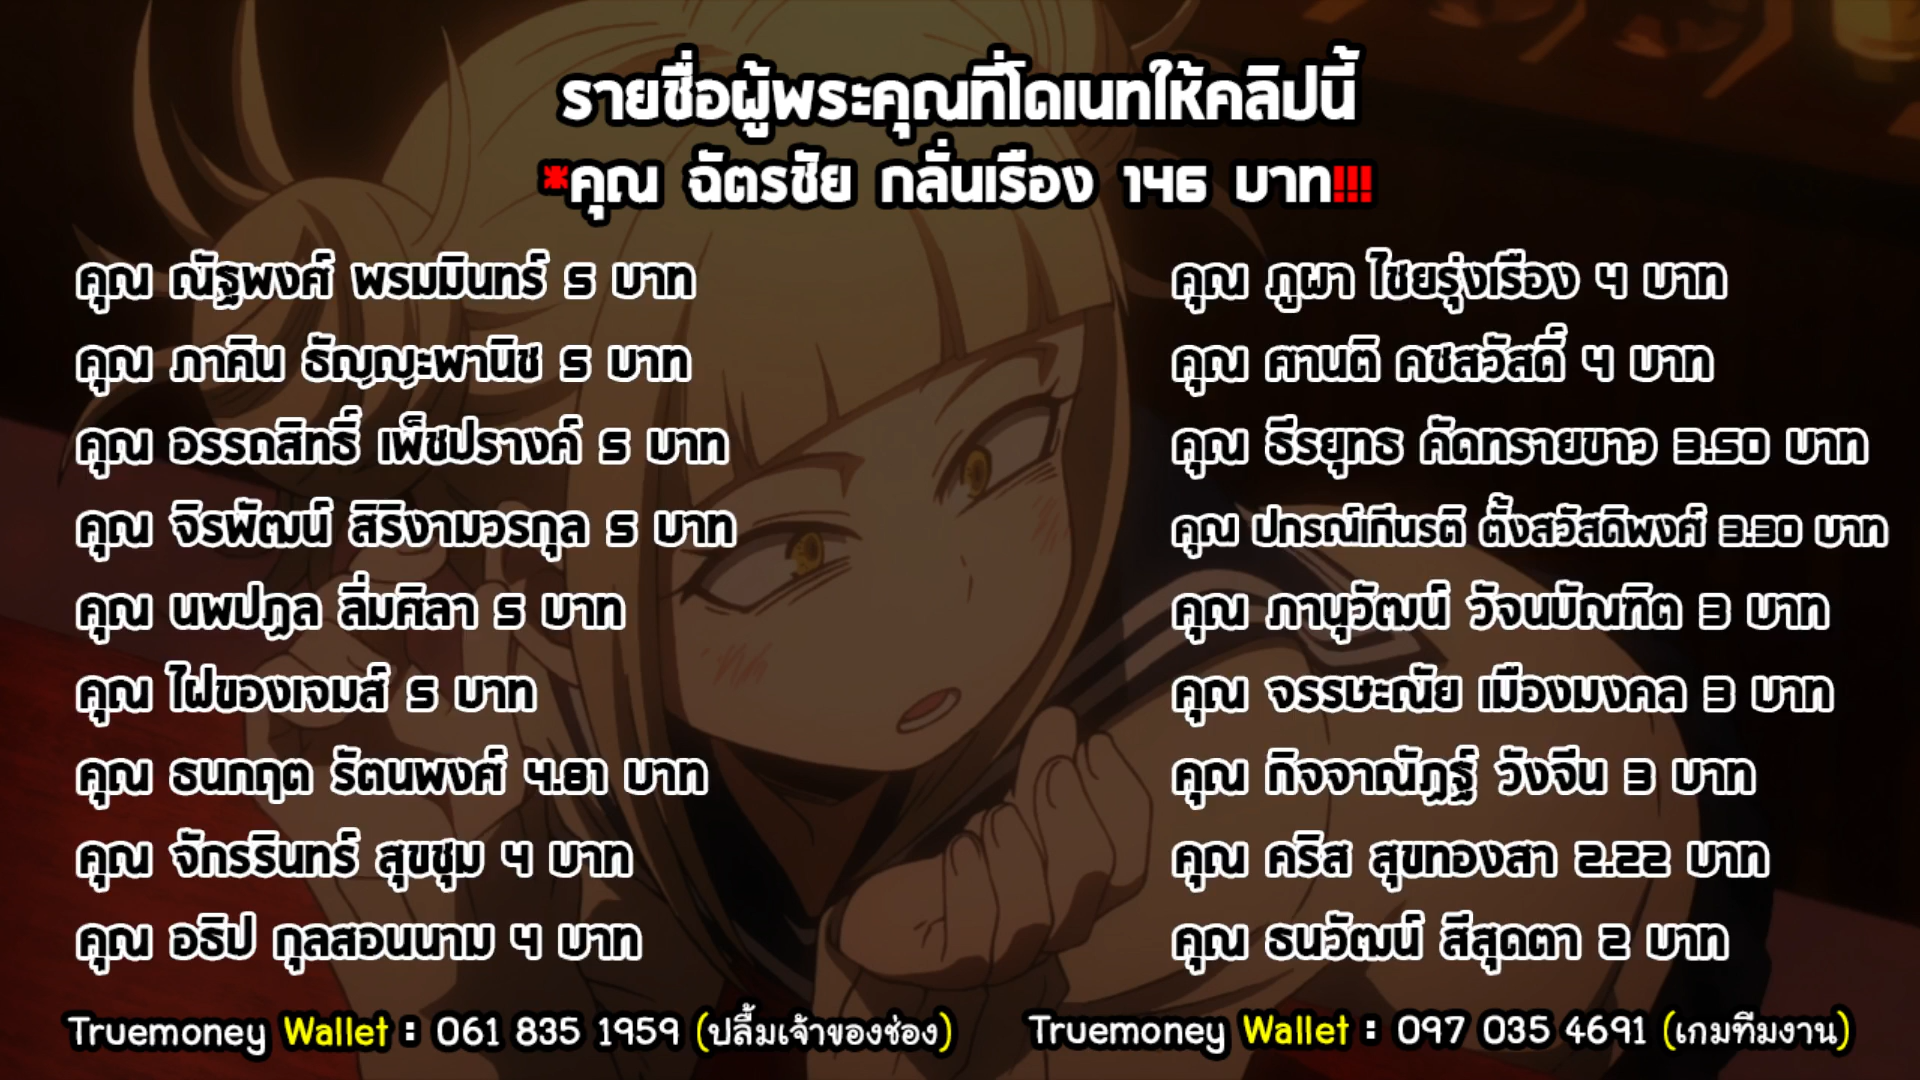 รายชื่อผู้พระคุณที่โดเนทให้คลิปนี้
*คุณ ฉัตรชัย กลั่นเรือง 146 บาท!!!
คุณ ณัฐพงศ์ พรมมินทร์ 5 บาท
คุณ ภาคิน ธัญญะพานิช 5 บาท
คุณ อรรถสิทธิ์ เพ็ชปรางค์ 5 บาท
คุณ จิรพัฒน์ สิริงามวรกุล 5 บาท
คุณ นพปฎล ลิ่มศิลา 5 บาท
คุณ ไฝของเจมส์ 5 บาท
คุณ ธนกฤต รัตนพงศ์ 4.81 บาท
คุณ จักรรินทร์ สุขชุม 4 บาท
คุณ อธิป กุลสอนนาม 4 บาท
คุณ ภูผา ไชยรุ่งเรือง 4 บาท
คุณ ศานติ คชสวัสดิ์ 4 บาท
คุณ ธีรยุทธ คัดทรายขาว 3.50 บาท
คุณ ปกรณ์เกียรติ ตั้งสวัสดิพงศ์ 3.30 บาท
คุณ ภานุวัฒน์ วัจนบัณฑิต 3 บาท
คุณ จรรษะณัย เมืองมงคล 3 บาท
คุณ กิจจาณัฏฐ์ วังจีน 3 บาท
คุณ คริส สุขทองสา 2.22 บาท
คุณ ธนวัฒน์ สีสุดตา 2 บาท
Truemoney Wallet : 061 835 1959 (ปลื้มเจ้าของช่อง)
Truemoney Wallet : 097 035 4691 (เกมทีมงาน)